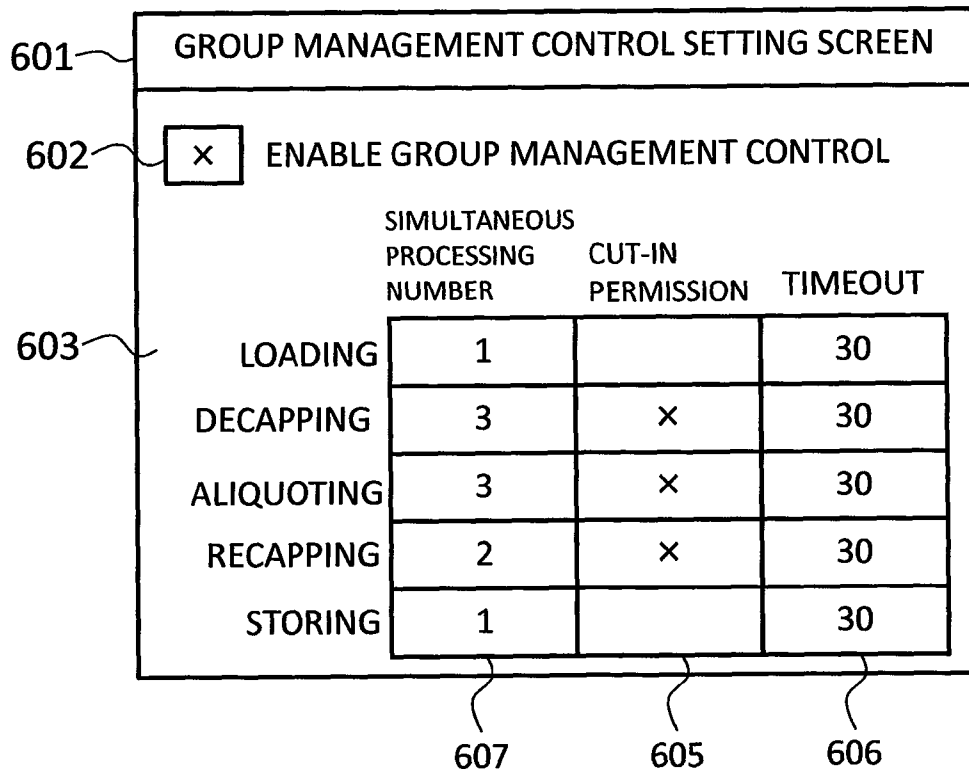 601
GROUP MANAGEMENT CONTROL SETTING SCREEN
602
× ENABLE GROUP MANAGEMENT CONTROL
SIMULTANEOUS
PROCESSING
NUMBER
CUT-IN
PERMISSION
TIMEOUT
603
LOADING 1 30
DECAPPING 3 × 30
ALIQUOTING 3 × 30
RECAPPING 2 × 30
STORING 1 30
607 605 606